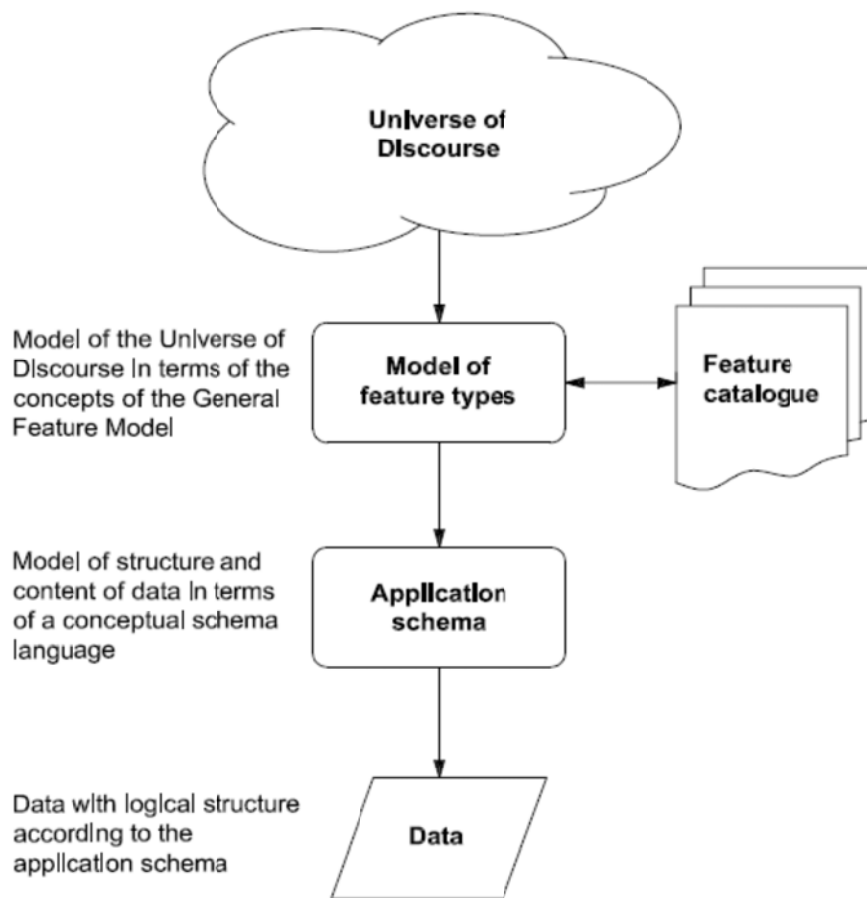 Universe of
Discourse
Model of the Universe of
Discourse in terms of the
concepts of the General
Feature Model
Model of
feature types
Feature
catalogue
Model of structure and
content of data in terms
of a conceptual schema
language
Application
schema
Data with logical structure
according to the
application schema
Data